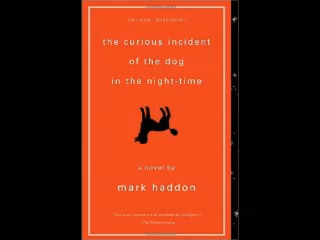 national bestseller
the curious incident
of the dog
in the night-time
a novel by
mark haddon